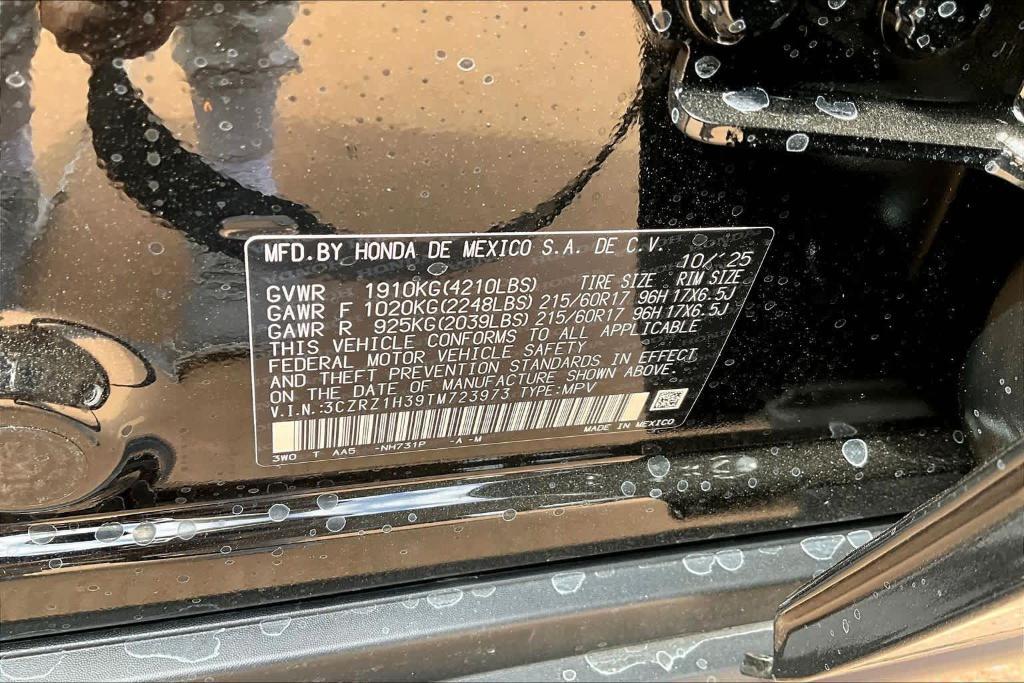 MFD. BY HONDA DE MEXICO S.A. DE C.V.
10/'25
TIRE SIZE RIM SIZE
GVWR 1910KG(4210LBS)
GAWR F 1020KG(2248LBS) 215/60R17 96H 17X6.5J
GAWR R 925KG(2039LBS) 215/60R17 96H 17X6.5J
THIS VEHICLE CONFORMS TO ALL APPLICABLE
FEDERAL MOTOR VEHICLE SAFETY
AND THEFT PREVENTION STANDARDS IN EFFECT
ON THE DATE OF MANUFACTURE SHOWN ABOVE.
V.I.N.:3CZRZ1H39TM723973 TYPE:MPV
MADE IN MEXICO
3WO T AA5 -NH731P -A -M